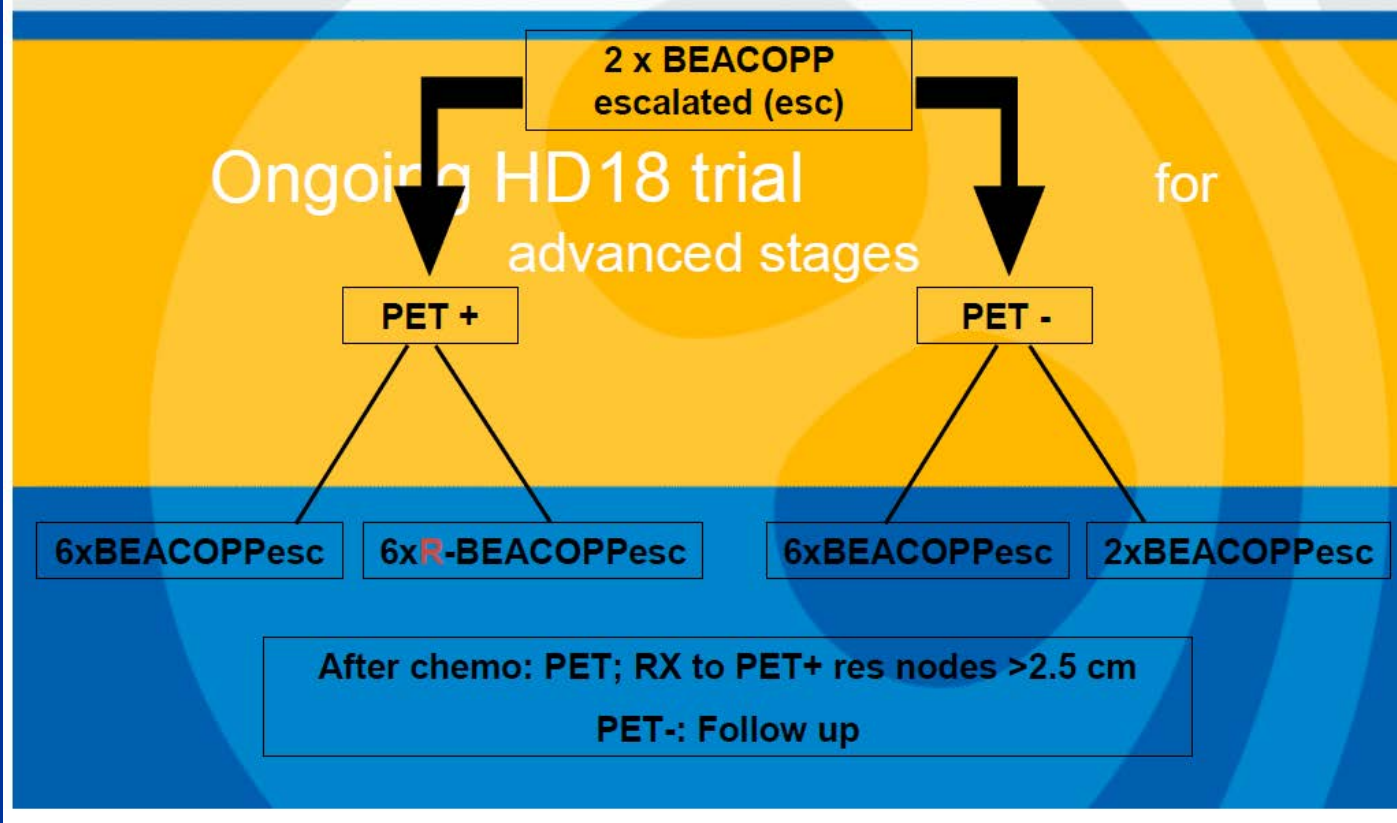 2 x BEACOPP
escalated (esc)
Ongoing HD18 trial for
advanced stages
PET +
PET -
6xBEACOPPesc
6xR-BEACOPPesc
6xBEACOPPesc
2xBEACOPPesc
After chemo: PET; RX to PET+ res nodes >2.5 cm
PET-: Follow up